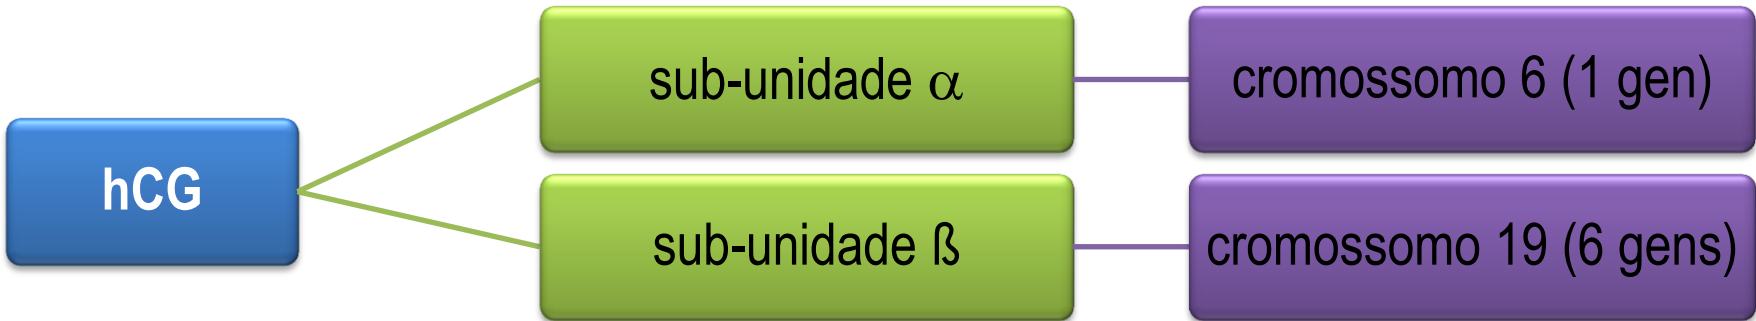 hCG
sub-unidade α
cromossomo 6 (1 gen)
sub-unidade ß
cromossomo 19 (6 gens)